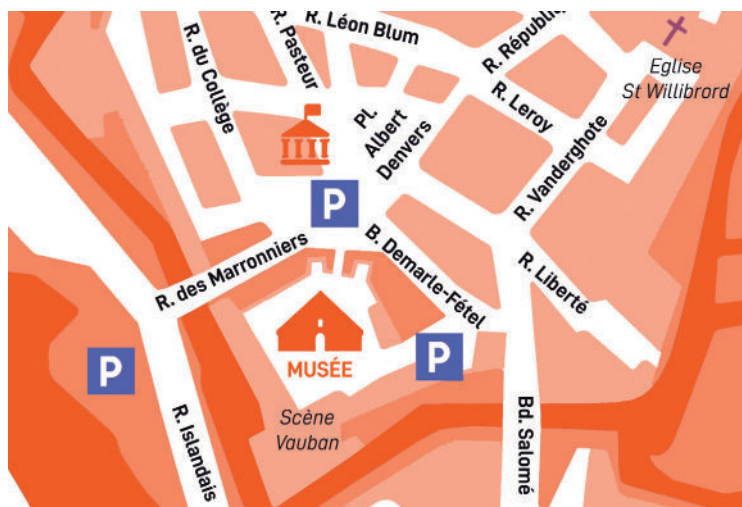 R. du Collège
R. Pasteur
R. Léon Blum
R. Républi
Eglise
St Willibrord
R. Leroy
Pl.
Albert
Denvers
R. Vanderghote
P
R. des Marronniers
B. Demarle-Fétel
R. Liberté
MUSÉE
P
P
Scène
Vauban
R. Islandais
Bd. Salomé